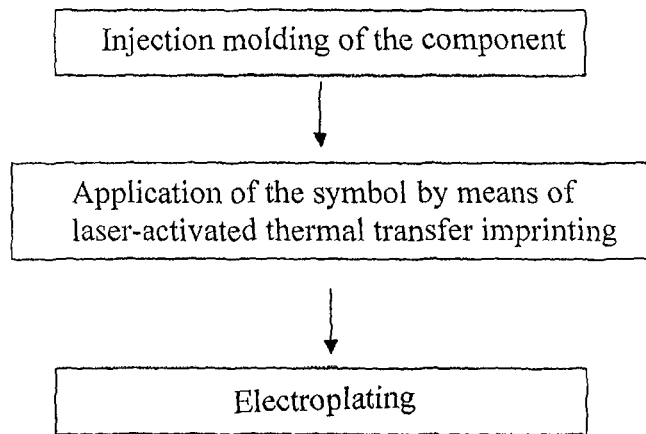 Injection molding of the component
Application of the symbol by means of
laser-activated thermal transfer imprinting
Electroplating